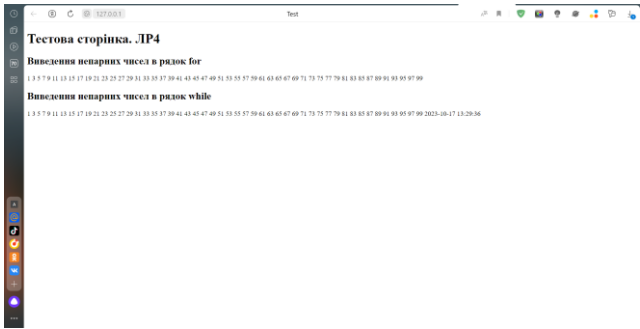 127.0.0.1
Test
Тестова сторінка. ЛР4
Виведення непарних чисел в рядок for
1 3 5 7 9 11 13 15 17 19 21 23 25 27 29 31 33 35 37 39 41 43 45 47 49 51 53 55 57 59 61 63 65 67 69 71 73 75 77 79 81 83 85 87 89 91 93 95 97 99
Виведення непарних чисел в рядок while
1 3 5 7 9 11 13 15 17 19 21 23 25 27 29 31 33 35 37 39 41 43 45 47 49 51 53 55 57 59 61 63 65 67 69 71 73 75 77 79 81 83 85 87 89 91 93 95 97 99 2023-10-17 13:29:36